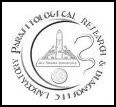 PARASITOLOGICAL RESEARCH
& DIAGNOSTIC LABORATORY